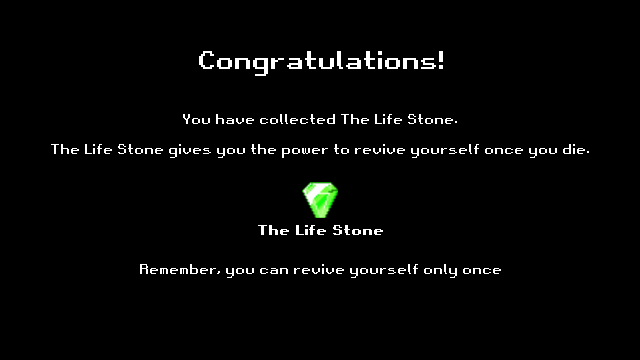 Congratulations!
You have collected The Life Stone.
The Life Stone gives you the power to revive yourself once you die.
The Life Stone
Remember, you can revive yourself only once